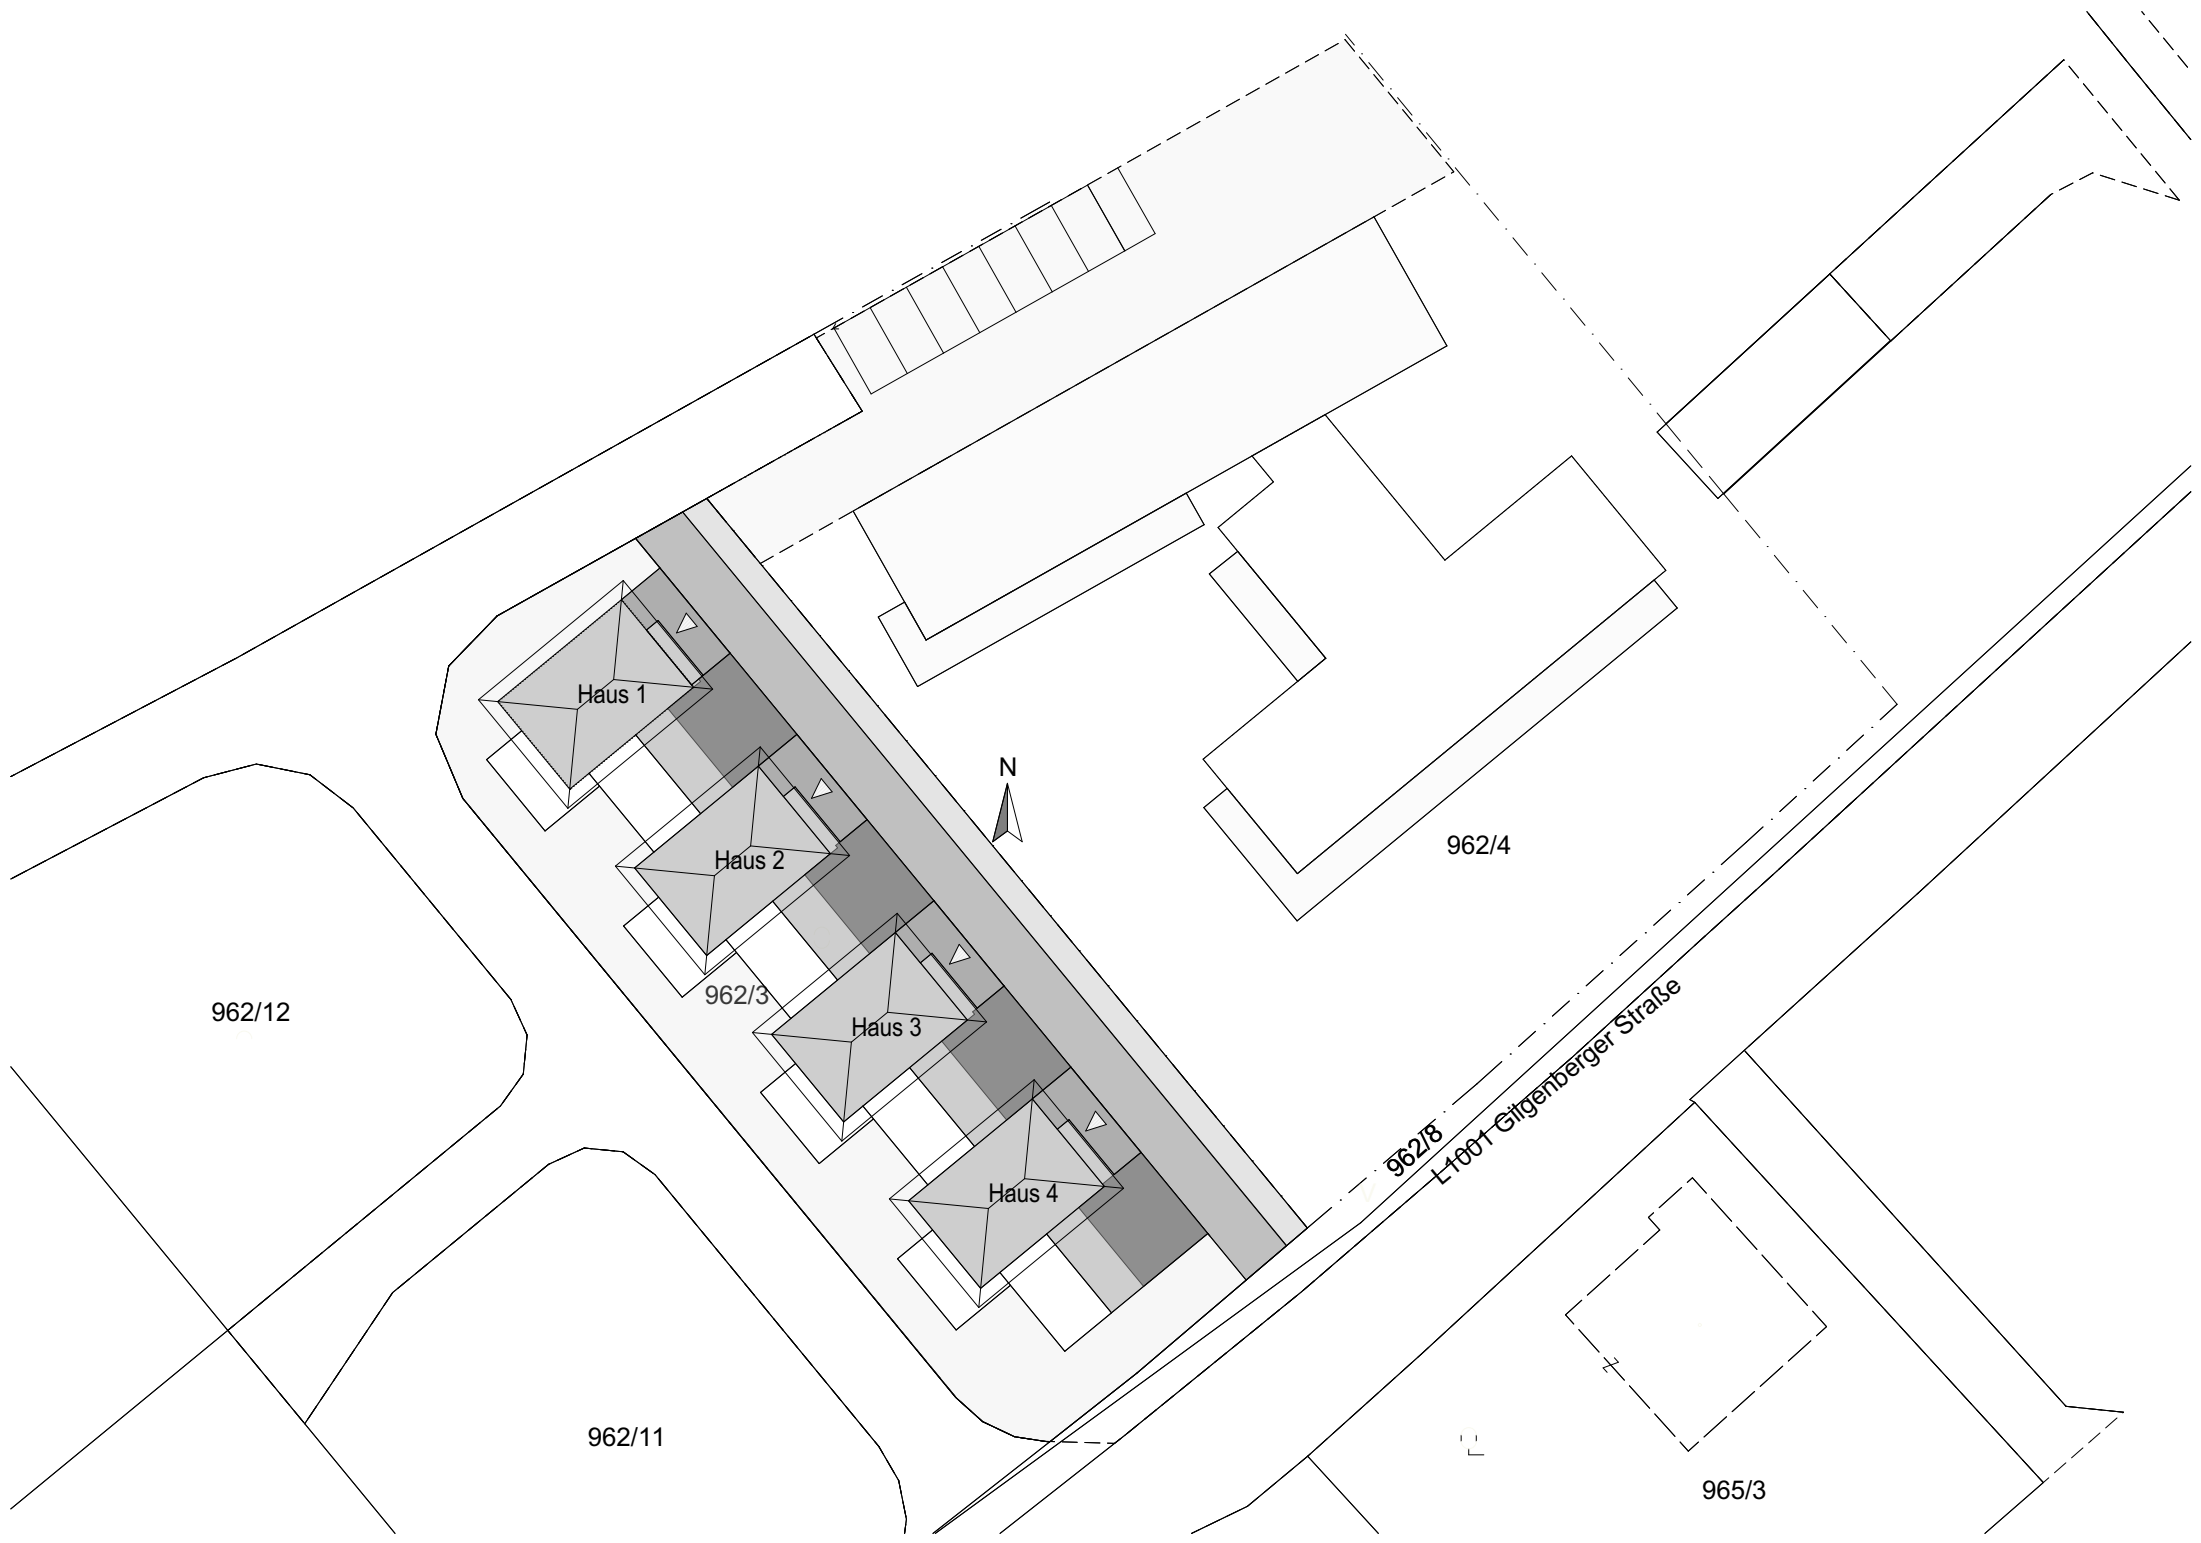 Haus 1
N
962/4
Haus 2
962/3
962/12
Haus 3
L1001 Gilgenberger Straße
962/8
Haus 4
962/11
965/3